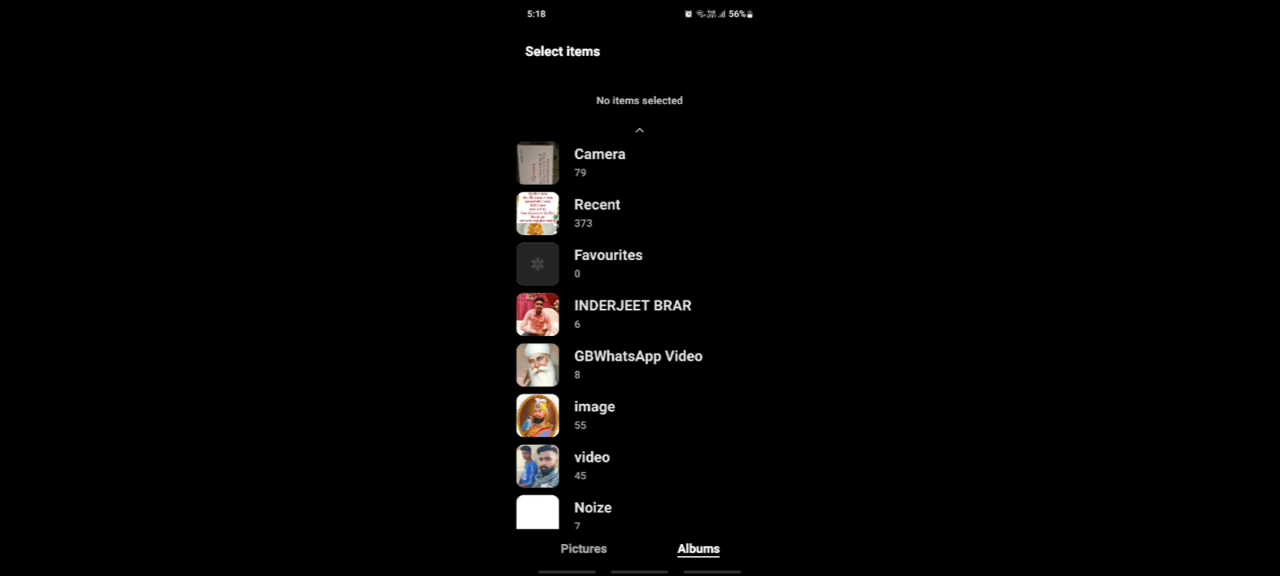 5:18
56%
Select items
No items selected
Camera
79
Recent
373
Favourites
0
INDERJEET BRAR
6
GBWhatsApp Video
8
image
55
video
45
Noize
7
Pictures
Albums